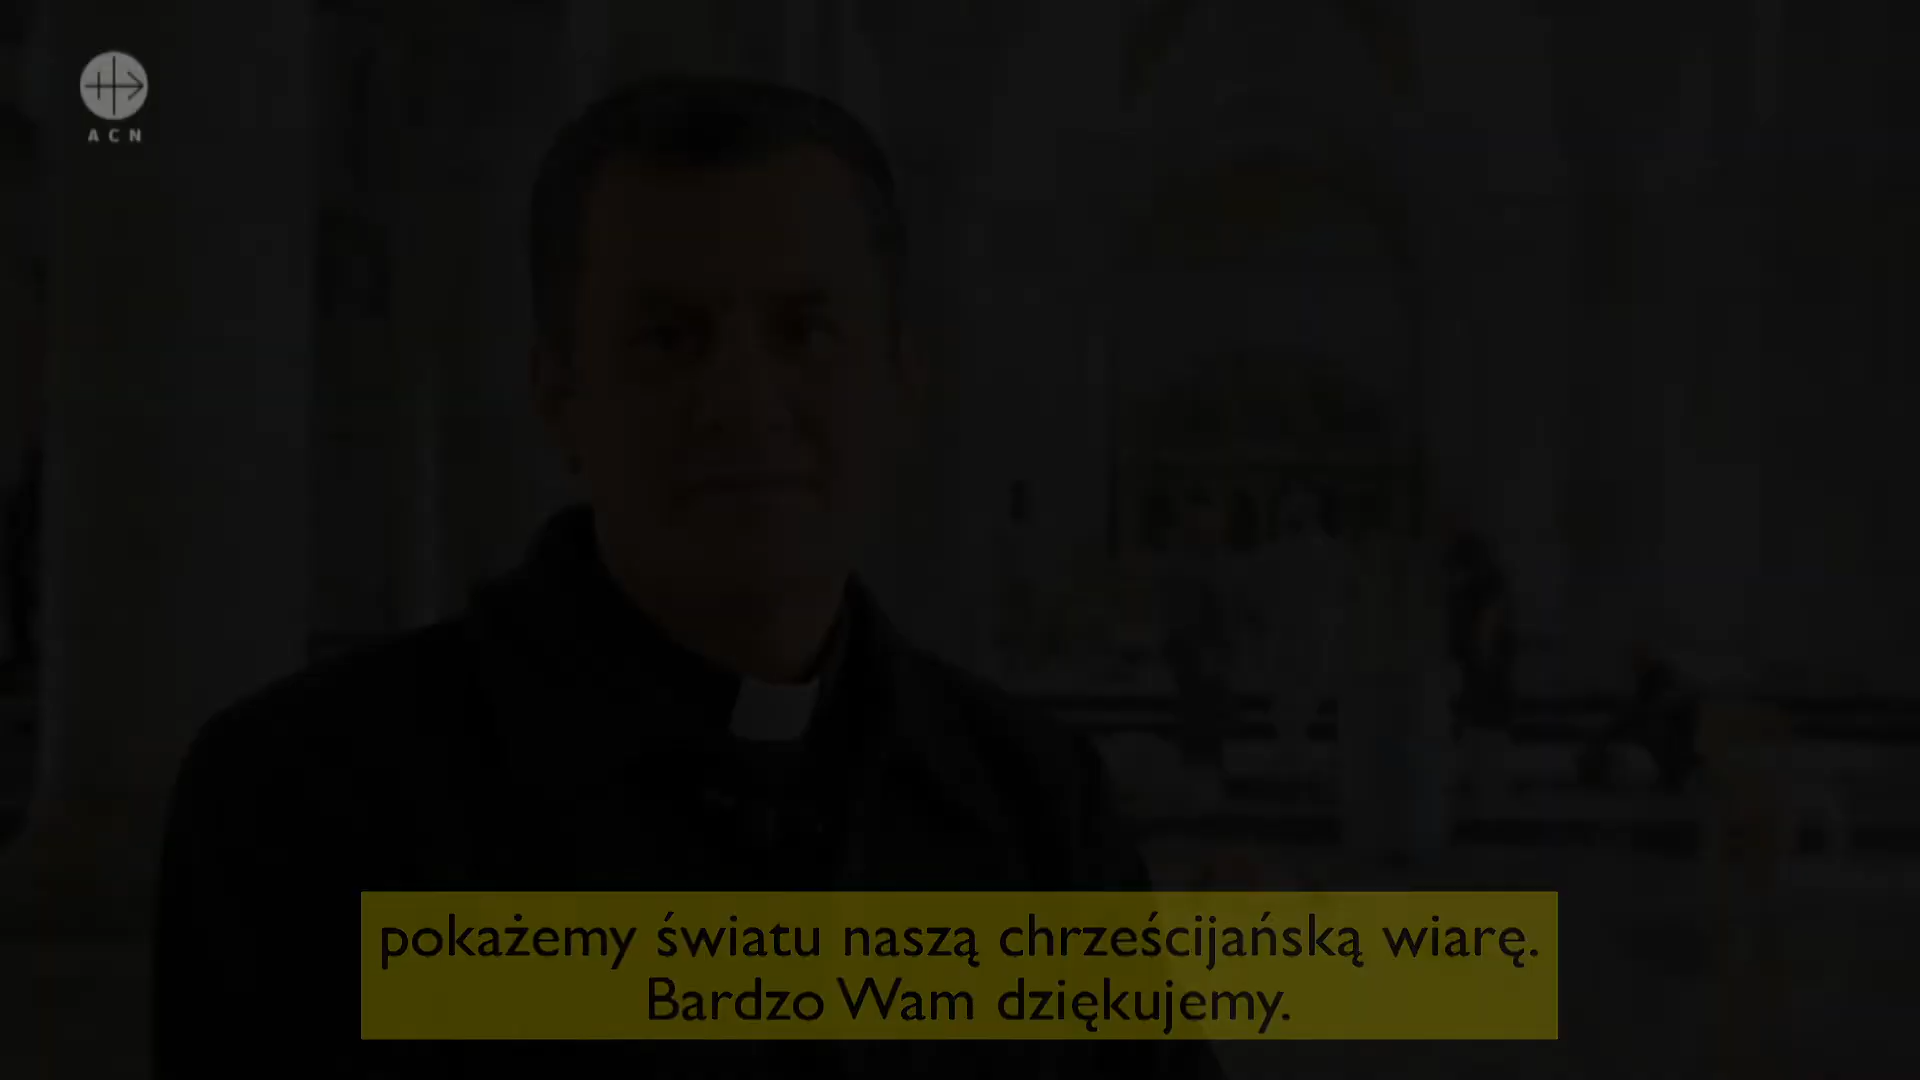 ACN
pokażemy światu naszą chrześcijańską wiarę.
Bardzo Wam dziękujemy.